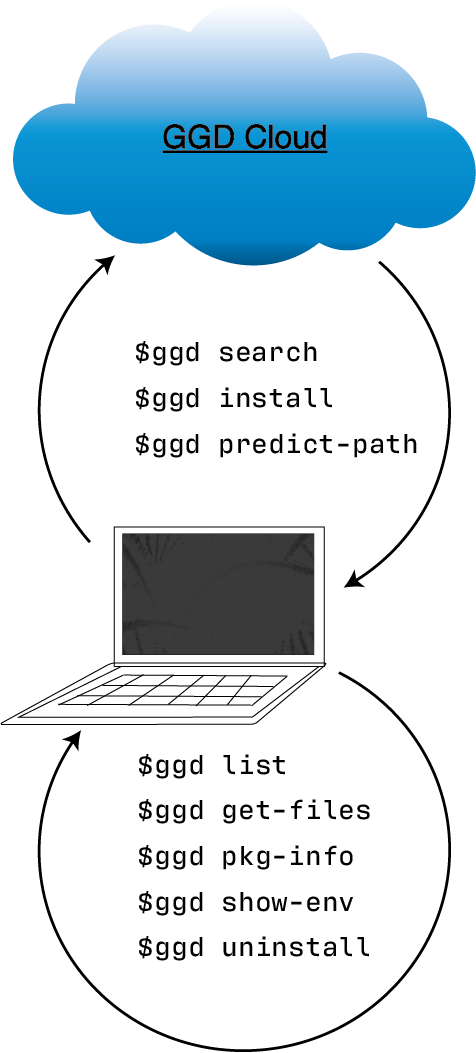 GGD Cloud
$ggd search
$ggd install
$ggd predict-path
$ggd list
$ggd get-files
$ggd pkg-info
$ggd show-env
$ggd uninstall